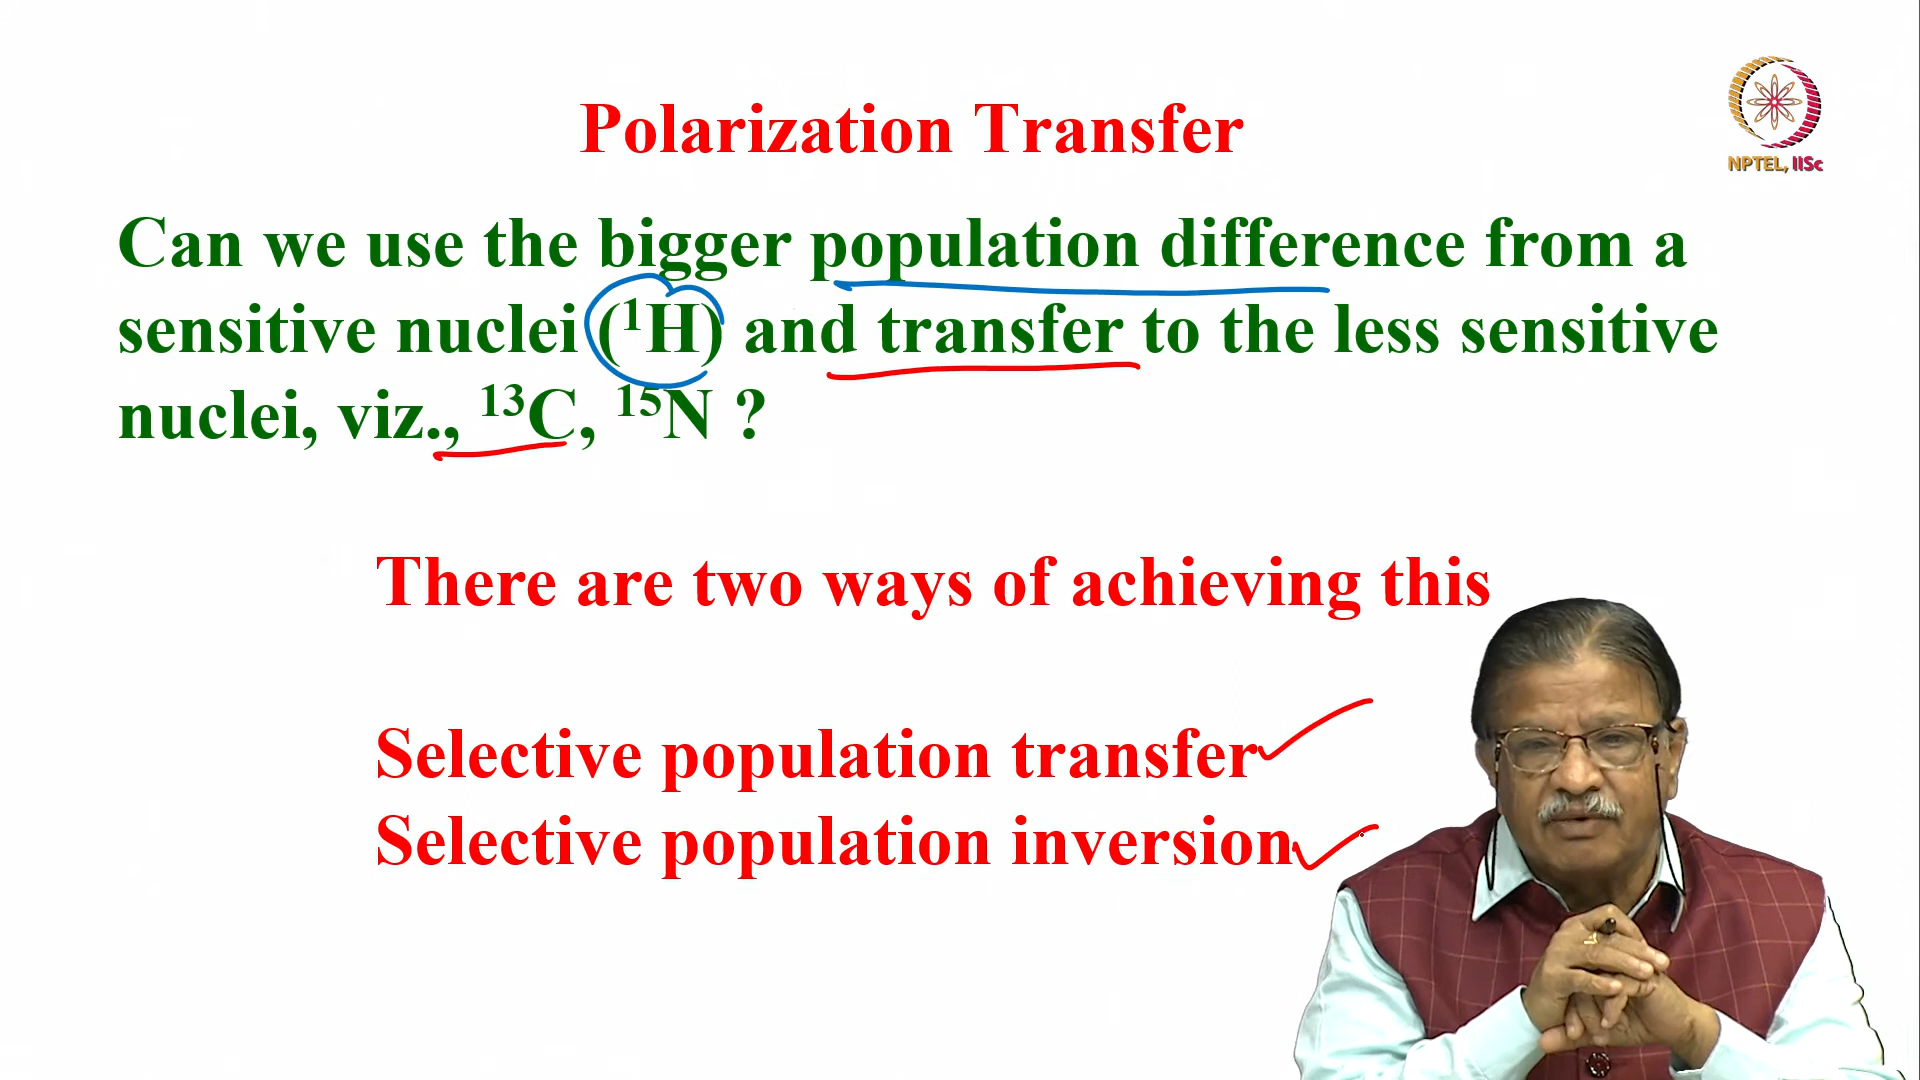 Polarization Transfer
NPTEL, IISc
Can we use the bigger population difference from a
sensitive nuclei (¹H) and transfer to the less sensitive
nuclei, viz., ¹³C, ¹⁵N ?
There are two ways of achieving this
Selective population transfer
Selective population inversion